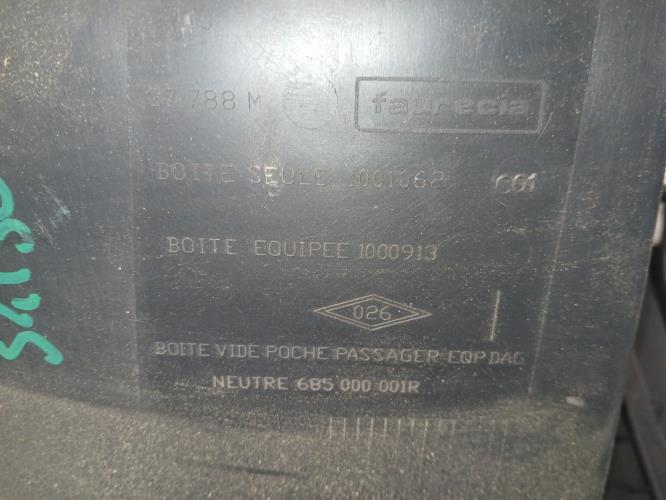 788 M faurecia
BOITE SEULE 1001062 C01
BOITE EQUIPEE 1000913
026
BOITE VIDE POCHE PASSAGER EQP DAG
NEUTRE 685 000 001R